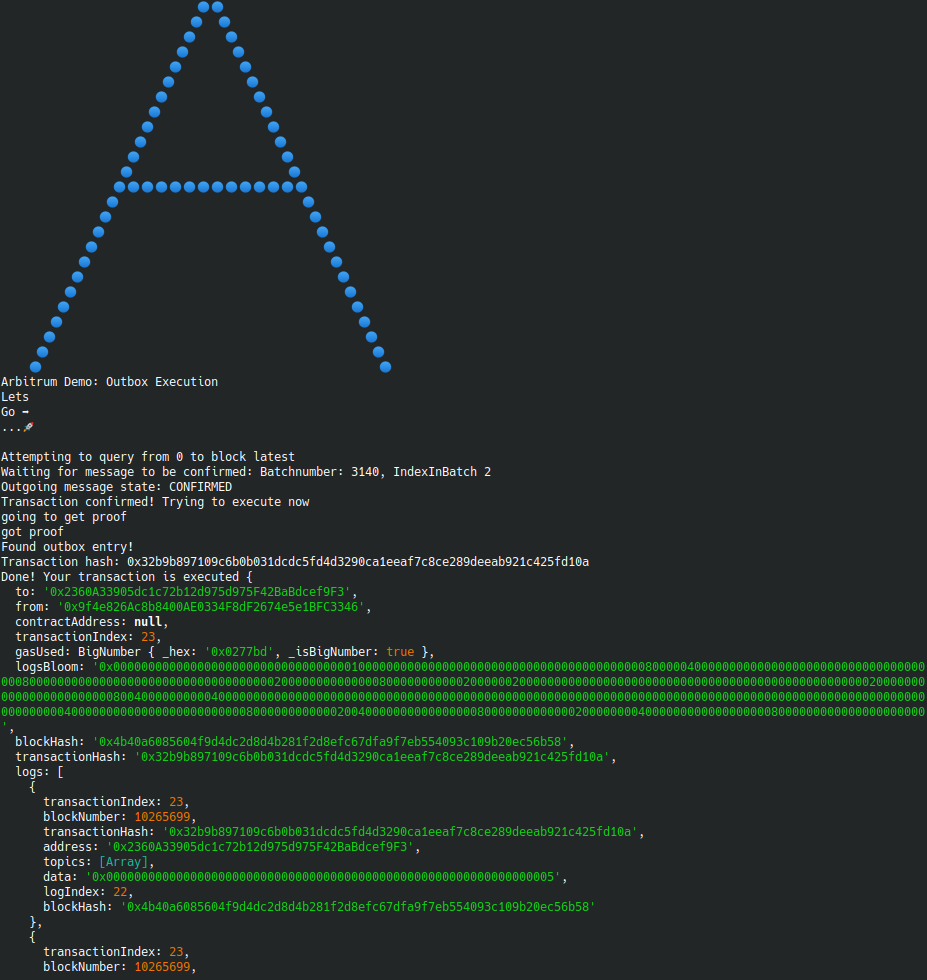 Arbitrum Demo: Outbox Execution
Lets
Go ➡
...🚀
Attempting to query from 0 to block latest
Waiting for message to be confirmed: Batchnumber: 3140, IndexInBatch 2
Outgoing message state: CONFIRMED
Transaction confirmed! Trying to execute now
going to get proof
got proof
Found outbox entry!
Transaction hash: 0x32b9b897109c6b0b031dcdc5fd4d3290ca1eeaf7c8ce289deeab921c425fd10a
Done! Your transaction is executed {
to: '0x2360A33905dc1c72b12d975d975F42BaBdcef9F3',
from: '0x9f4e826Ac8b8400AE0334F8dF2674e5e1BFC3346',
contractAddress: null,
transactionIndex: 23,
gasUsed: BigNumber { _hex: '0x0277bd', _isBigNumber: true },
logsBloom:
',
blockHash: '0x4b40a6085604f9d4dc2d8d4b281f2d8efc67dfa9f7eb554093c109b20ec56b58',
transactionHash: '0x32b9b897109c6b0b031dcdc5fd4d3290ca1eeaf7c8ce289deeab921c425fd10a',
logs: [
{
transactionIndex: 23,
blockNumber: 10265699,
transactionHash: '0x32b9b897109c6b0b031dcdc5fd4d3290ca1eeaf7c8ce289deeab921c425fd10a',
address: '0x2360A33905dc1c72b12d975d975F42BaBdcef9F3',
topics: [Array],
data: '0x0000000000000000000000000000000000000000000000000000000000000005',
logIndex: 22,
blockHash: '0x4b40a6085604f9d4dc2d8d4b281f2d8efc67dfa9f7eb554093c109b20ec56b58'
},
{
transactionIndex: 23,
blockNumber: 10265699,